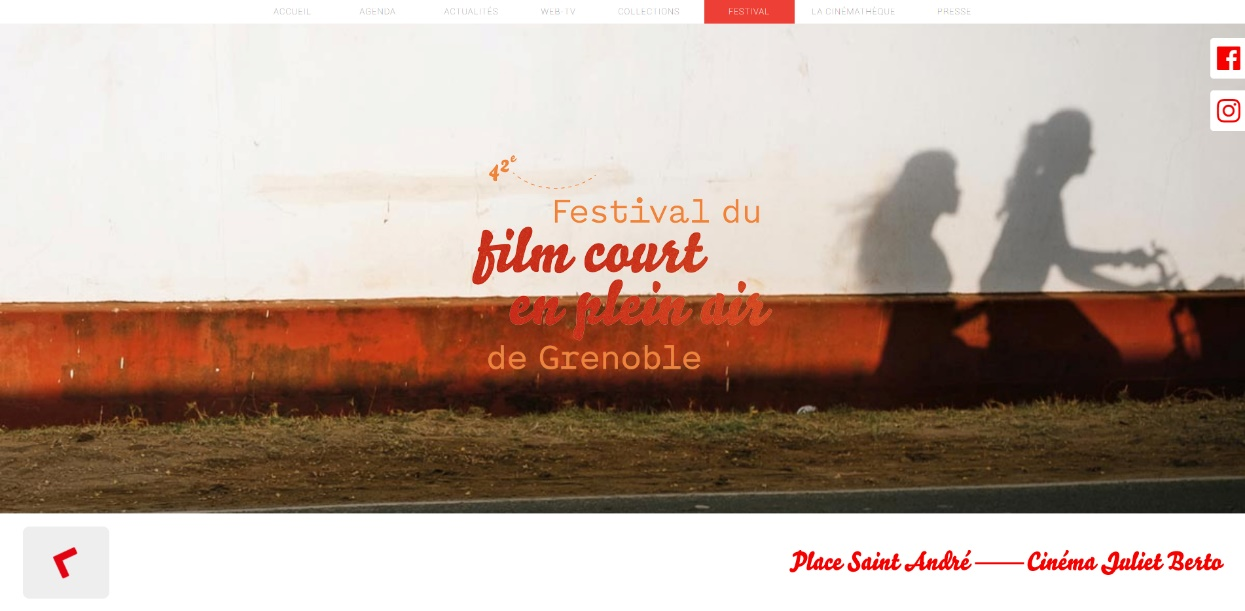 ACCUEIL AGENDA ACTUALITÉS WEB-TV COLLECTIONS FESTIVAL LA CINÉMATHÈQUE PRESSE
42e
Festival du
film court
en plein air
de Grenoble
Place Saint André — Cinéma Juliet Berto